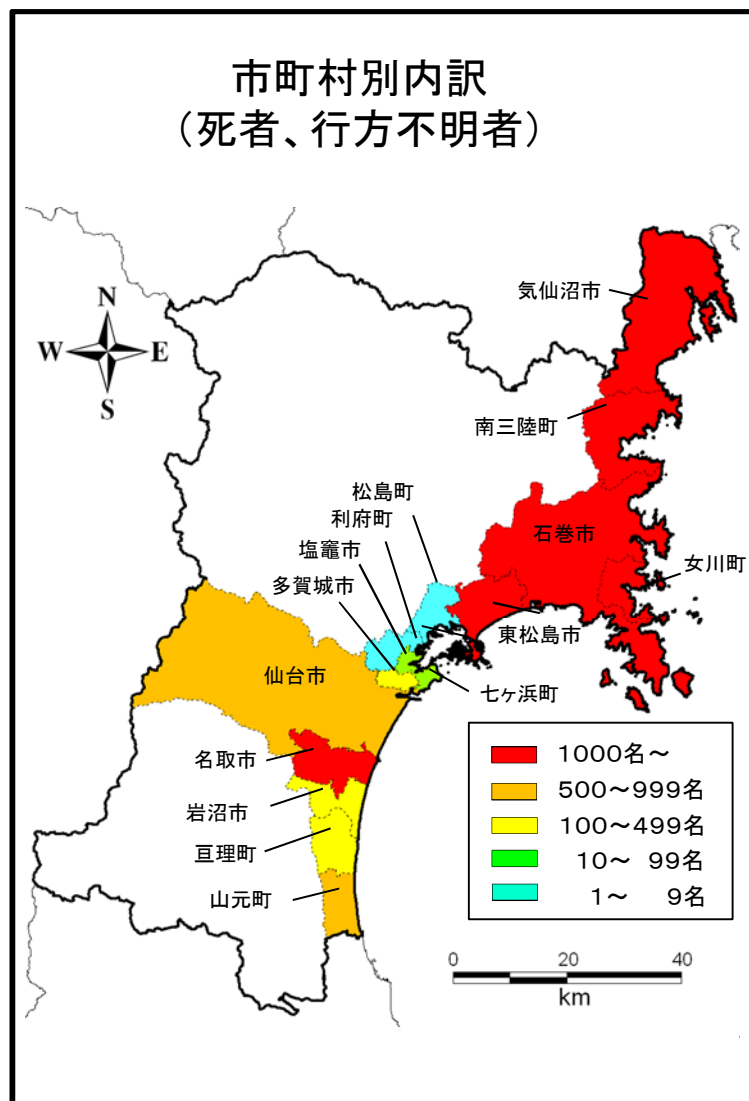 市町村別内訳
（死者、行方不明者）
気仙沼市
N
W E
S
南三陸町
松島町
利府町
石巻市
塩竈市
女川町
多賀城市
東松島市
仙台市
七ヶ浜町
名取市
岩沼市
亘理町
山元町
1000名～
500～999名
100～499名
10～ 99名
1～ 9名
0 20 40
km